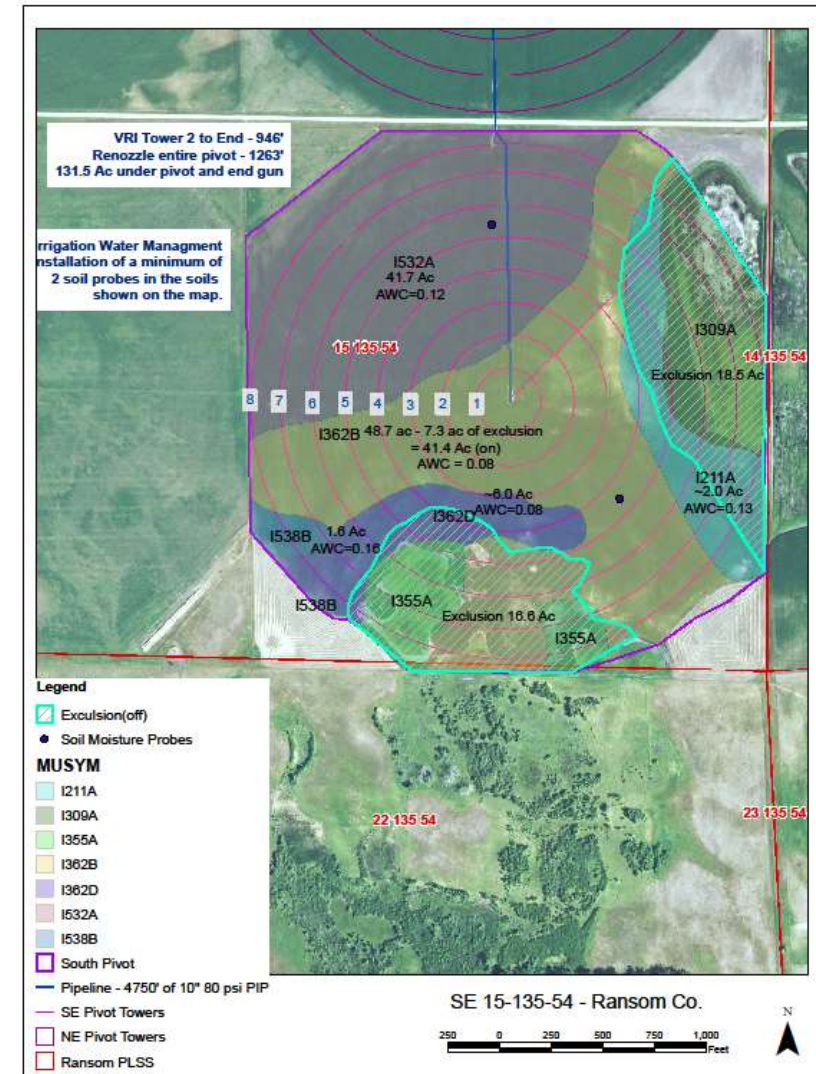 VRI Tower 2 to End - 946'
Renozzle entire pivot - 1263'
131.5 Ac under pivot and end gun
rrigation Water Managment
nstallation of a minimum of
2 soil probes in the soils
shown on the map.
I532A
41.7 Ac
AWC=0.12
15 135 54
I309A
14 135 54
Exclusion 18.5 Ac
8 7 6 5 4 3 2 1
I362B 48.7 ac - 7.3 ac of exclusion
= 41.4 Ac (on)
AWC = 0.08
I211A
~2.0 Ac
AWC=0.13
~6.0 Ac
I362D AWC=0.08
I538B 1.6 Ac
AWC=0.16
I538B
I355A
Exclusion 16.6 Ac
I355A
22 135 54
23 135 54
Legend
Exculsion(off)
Soil Moisture Probes
MUSYM
I211A
I309A
I355A
I362B
I362D
I532A
I538B
South Pivot
Pipeline - 4750' of 10" 80 psi PIP
SE Pivot Towers
NE Pivot Towers
Ransom PLSS
SE 15-135-54 - Ransom Co.
250 0 250 500 750 1,000
Feet
N